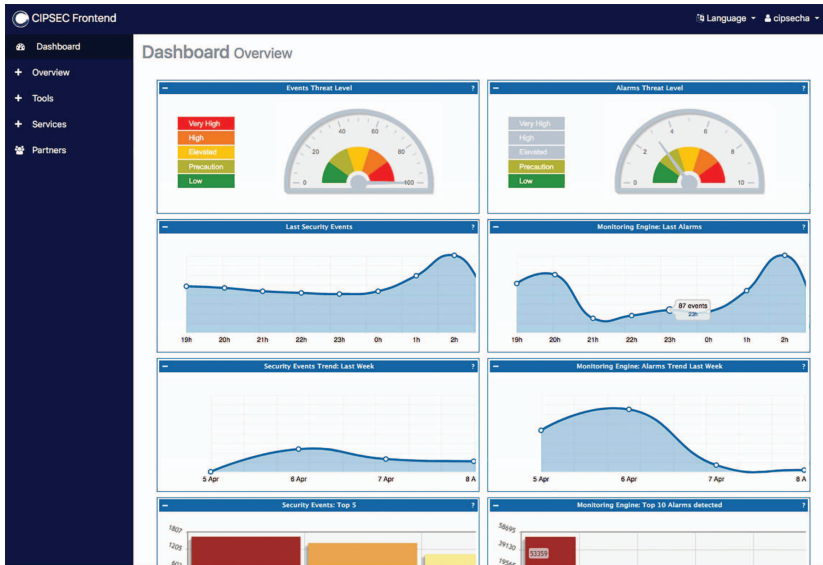 CIPSEC Frontend
Language
cipsecha
Dashboard
Overview
Tools
Services
Partners
Dashboard Overview
Events Threat Level ?
Very High
High
Elevated
Precaution
Low
0 20 40 60 80 100
Alarms Threat Level ?
Very High
High
Elevated
Precaution
Low
0 2 4 6 8 10
Last Security Events ?
19h 20h 21h 22h 23h 0h 1h 2h
Monitoring Engine: Last Alarms ?
87 events
23h
19h 20h 21h 22h 23h 0h 1h 2h
Security Events Trend: Last Week ?
5 Apr 6 Apr 7 Apr 8 A
Monitoring Engine: Alarms Trend Last Week ?
5 Apr 6 Apr 7 Apr 8 A
Security Events: Top 5 ?
1807
1205
602
Monitoring Engine: Top 10 Alarms detected ?
58695
39130
19565
53359